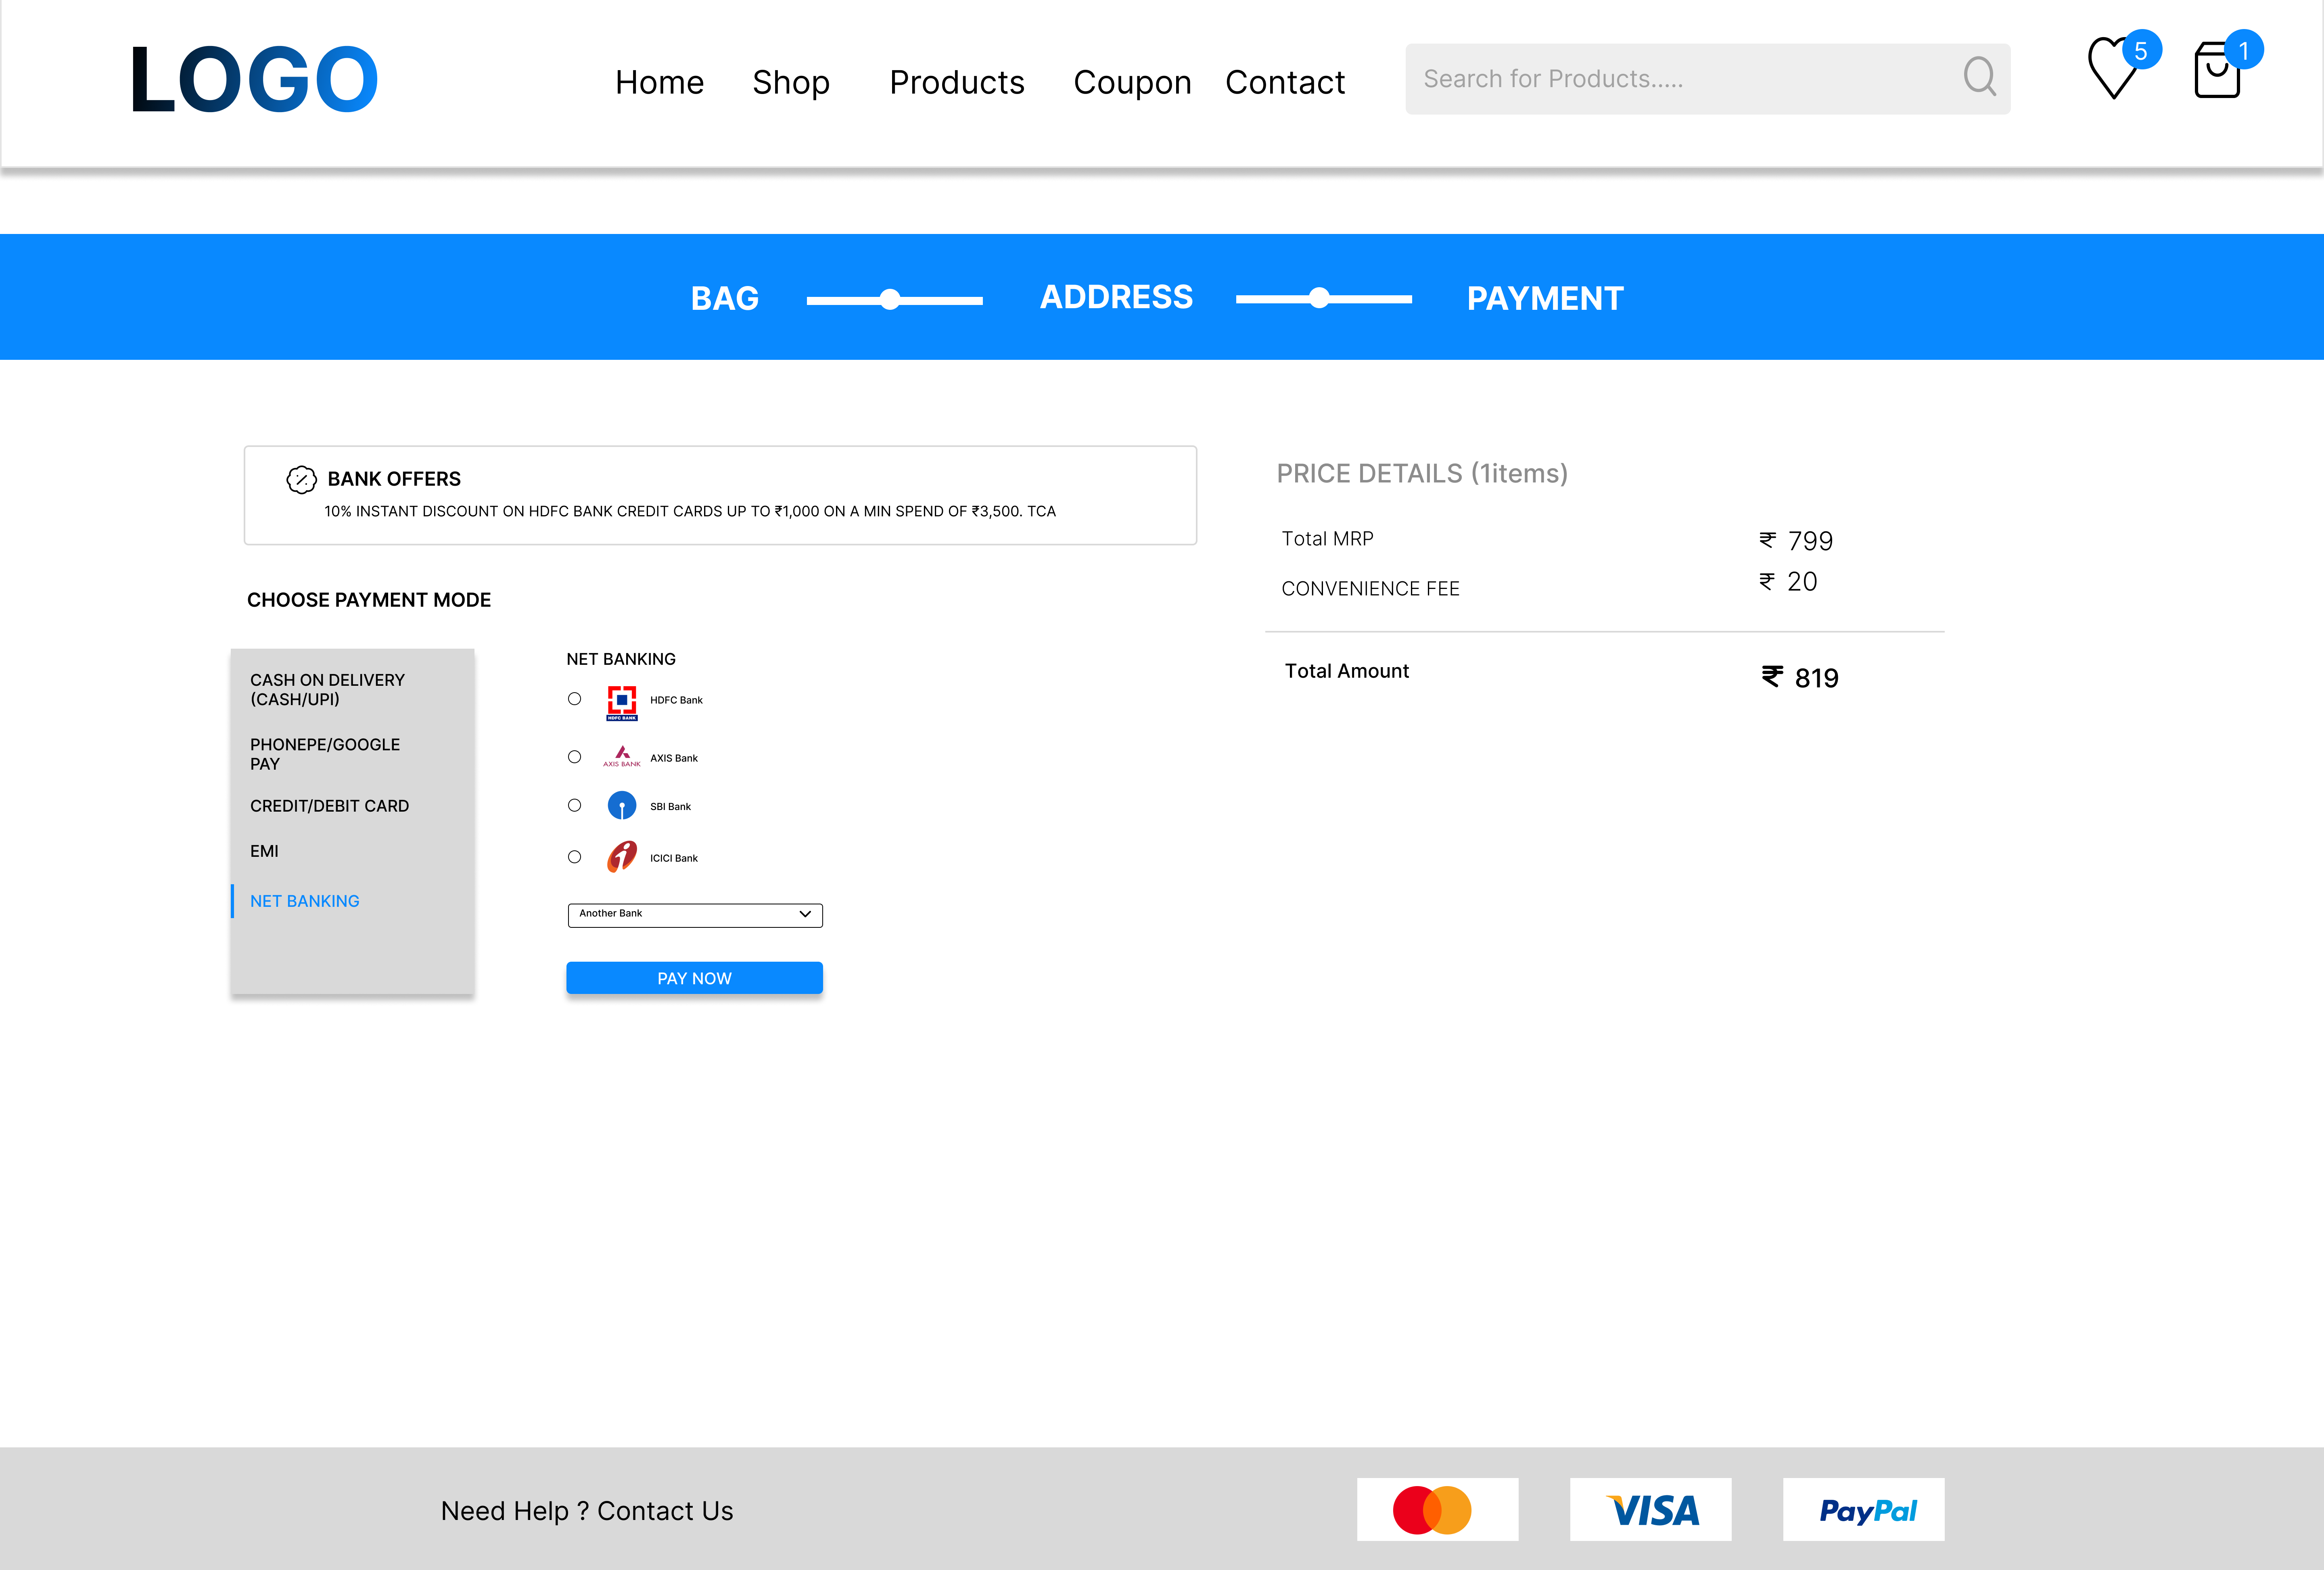 LOGO
Home Shop Products Coupon Contact
Search for Products.....
5
1
BAG ADDRESS PAYMENT
BANK OFFERS
10% INSTANT DISCOUNT ON HDFC BANK CREDIT CARDS UP TO ₹1,000 ON A MIN SPEND OF ₹3,500. TCA
CHOOSE PAYMENT MODE
CASH ON DELIVERY
(CASH/UPI)
PHONEPE/GOOGLE
PAY
CREDIT/DEBIT CARD
EMI
NET BANKING
NET BANKING
HDFC BANK
HDFC Bank
AXIS BANK
AXIS Bank
SBI Bank
ICICI Bank
Another Bank
PAY NOW
PRICE DETAILS (1items)
Total MRP ₹ 799
CONVENIENCE FEE ₹ 20
Total Amount ₹ 819
Need Help ? Contact Us
VISA
PayPal